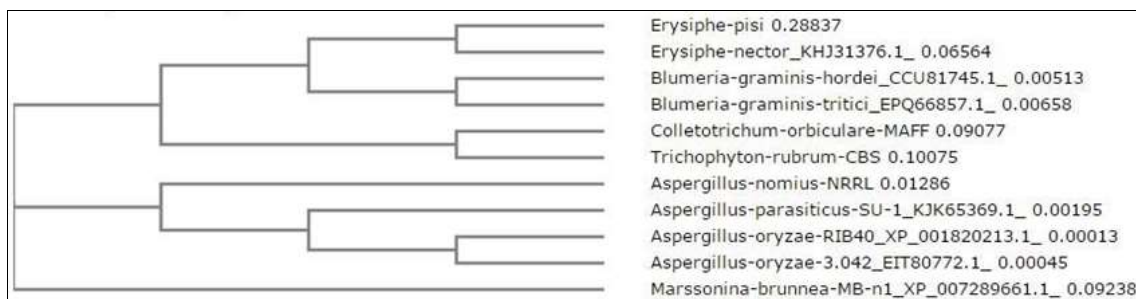 Erysiphe-pisi 0.28837
Erysiphe-nector_KHJ31376.1_ 0.06564
Blumeria-graminis-hordei_CCU81745.1_ 0.00513
Blumeria-graminis-tritici_EPQ66857.1_ 0.00658
Colletotrichum-orbiculare-MAFF 0.09077
Trichophyton-rubrum-CBS 0.10075
Aspergillus-nomius-NRRL 0.01286
Aspergillus-parasiticus-SU-1_KJK65369.1_ 0.00195
Aspergillus-oryzae-RIB40_XP_001820213.1_ 0.00013
Aspergillus-oryzae-3.042_EIT80772.1_ 0.00045
Marssonina-brunnea-MB-n1_XP_007289661.1_ 0.09238